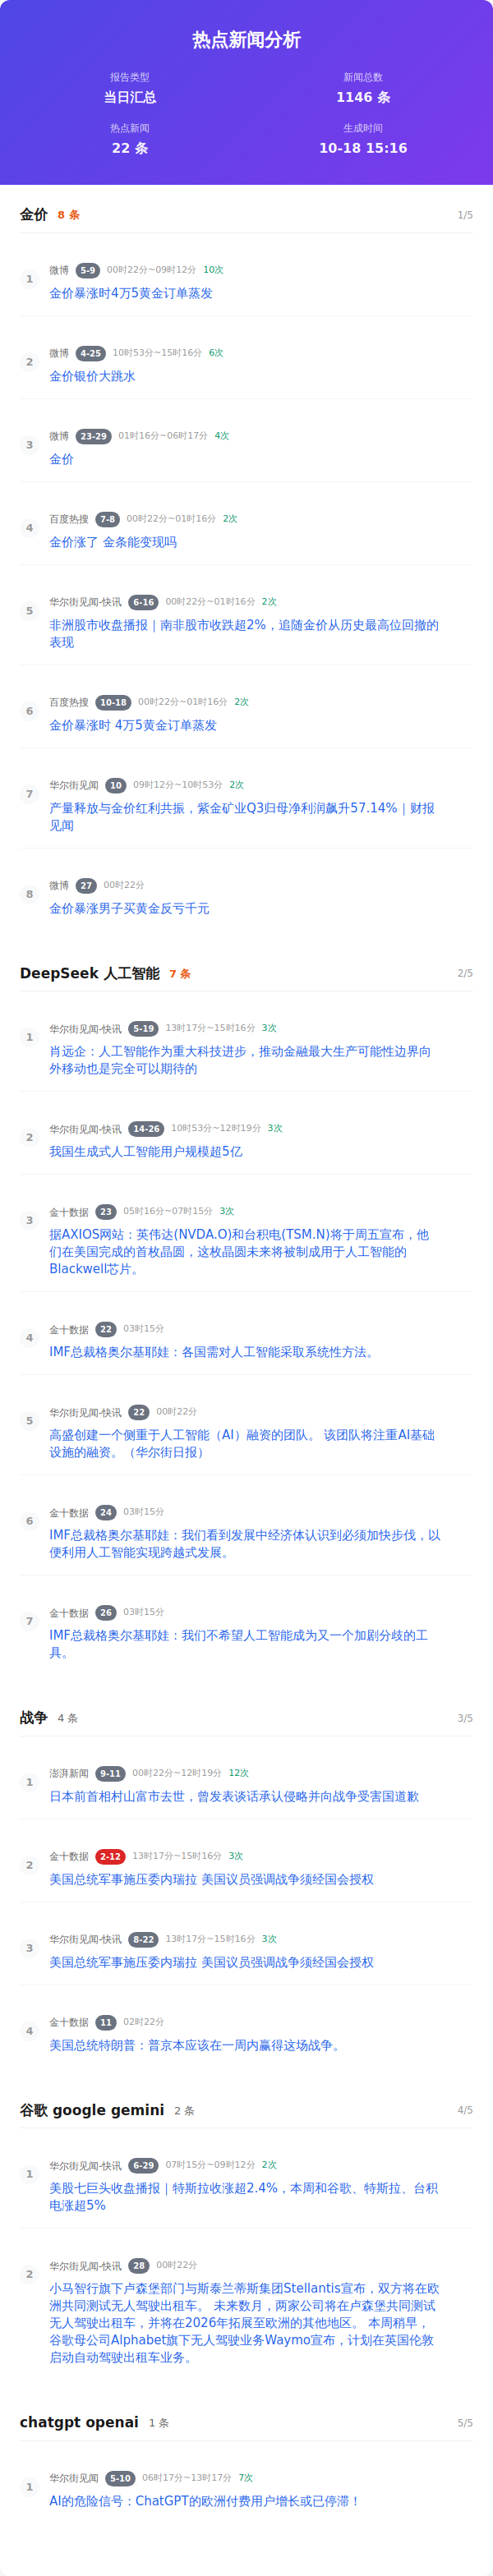 热点新闻分析
报告类型
当日汇总
新闻总数
1146 条
热点新闻
22 条
生成时间
10-18 15:16
金价 8 条 1/5
1
微博 5-9 00时22分~09时12分 10次
金价暴涨时4万5黄金订单蒸发
2
微博 4-25 10时53分~15时16分 6次
金价银价大跳水
3
微博 23-29 01时16分~06时17分 4次
金价
4
百度热搜 7-8 00时22分~01时16分 2次
金价涨了 金条能变现吗
5
华尔街见闻-快讯 6-16 00时22分~01时16分 2次
非洲股市收盘播报｜南非股市收跌超2%，追随金价从历史最高位回撤的
表现
6
百度热搜 10-18 00时22分~01时16分 2次
金价暴涨时 4万5黄金订单蒸发
7
华尔街见闻 10 09时12分~10时53分 2次
产量释放与金价红利共振，紫金矿业Q3归母净利润飙升57.14%｜财报
见闻
8
微博 27 00时22分
金价暴涨男子买黄金反亏千元
DeepSeek 人工智能 7 条 2/5
1
华尔街见闻-快讯 5-19 13时17分~15时16分 3次
肖远企：人工智能作为重大科技进步，推动金融最大生产可能性边界向
外移动也是完全可以期待的
2
华尔街见闻-快讯 14-26 10时53分~12时19分 3次
我国生成式人工智能用户规模超5亿
3
金十数据 23 05时16分~07时15分 3次
据AXIOS网站：英伟达(NVDA.O)和台积电(TSM.N)将于周五宣布，他
们在美国完成的首枚晶圆，这枚晶圆未来将被制成用于人工智能的
Blackwell芯片。
4
金十数据 22 03时15分
IMF总裁格奥尔基耶娃：各国需对人工智能采取系统性方法。
5
华尔街见闻-快讯 22 00时22分
高盛创建一个侧重于人工智能（AI）融资的团队。 该团队将注重AI基础
设施的融资。（华尔街日报）
6
金十数据 24 03时15分
IMF总裁格奥尔基耶娃：我们看到发展中经济体认识到必须加快步伐，以
便利用人工智能实现跨越式发展。
7
金十数据 26 03时15分
IMF总裁格奥尔基耶娃：我们不希望人工智能成为又一个加剧分歧的工
具。
战争 4 条 3/5
1
澎湃新闻 9-11 00时22分~12时19分 12次
日本前首相村山富市去世，曾发表谈话承认侵略并向战争受害国道歉
2
金十数据 2-12 13时17分~15时16分 3次
美国总统军事施压委内瑞拉 美国议员强调战争须经国会授权
3
华尔街见闻-快讯 8-22 13时17分~15时16分 3次
美国总统军事施压委内瑞拉 美国议员强调战争须经国会授权
4
金十数据 11 02时22分
美国总统特朗普：普京本应该在一周内赢得这场战争。
谷歌 google gemini 2 条 4/5
1
华尔街见闻-快讯 6-29 07时15分~09时12分 2次
美股七巨头收盘播报｜特斯拉收涨超2.4%，本周和谷歌、特斯拉、台积
电涨超5%
2
华尔街见闻-快讯 28 00时22分
小马智行旗下卢森堡部门与斯泰兰蒂斯集团Stellantis宣布，双方将在欧
洲共同测试无人驾驶出租车。 未来数月，两家公司将在卢森堡共同测试
无人驾驶出租车，并将在2026年拓展至欧洲的其他地区。 本周稍早，
谷歌母公司Alphabet旗下无人驾驶业务Waymo宣布，计划在英国伦敦
启动自动驾驶出租车业务。
chatgpt openai 1 条 5/5
1
华尔街见闻 5-10 06时17分~13时17分 7次
AI的危险信号：ChatGPT的欧洲付费用户增长或已停滞！